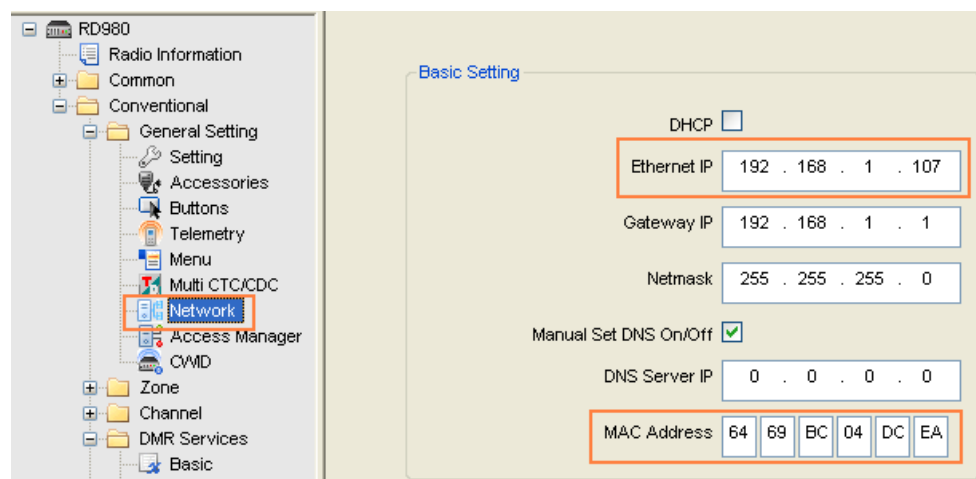 RD980
Radio Information
Common
Conventional
General Setting
Setting
Accessories
Buttons
Telemetry
Menu
Multi CTC/CDC
Network
Access Manager
CWID
Zone
Channel
DMR Services
Basic
Basic Setting
DHCP
Ethernet IP 192 . 168 . 1 . 107
Gateway IP 192 . 168 . 1 . 1
Netmask 255 . 255 . 255 . 0
Manual Set DNS On/Off
DNS Server IP 0 . 0 . 0 . 0
MAC Address 64 69 BC 04 DC EA